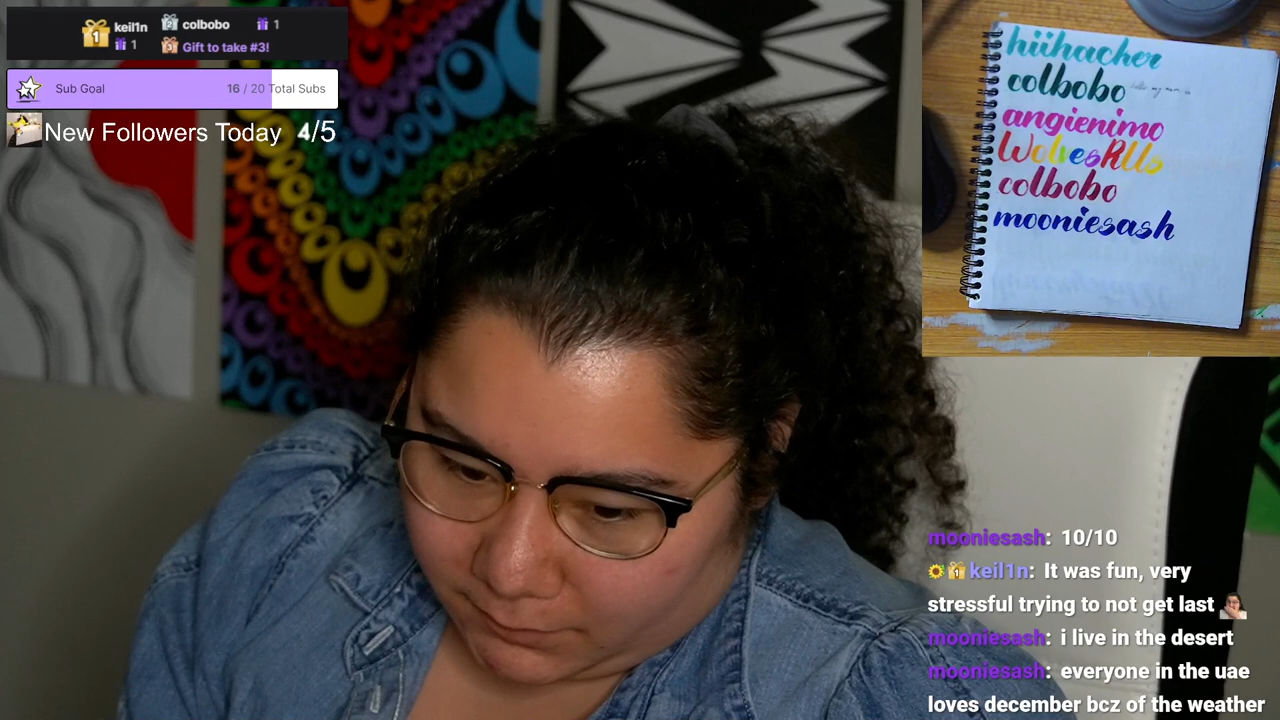 keil1n
1
colbobo
1
Gift to take #3!
Sub Goal
16 / 20 Total Subs
New Followers Today 4/5
hiihacher
colbobo
angienimo
WolvesRUs
colbobo
mooniesash
mooniesash: 10/10
keil1n: It was fun, very
stressful trying to not get last
mooniesash: i live in the desert
mooniesash: everyone in the uae
loves december bcz of the weather